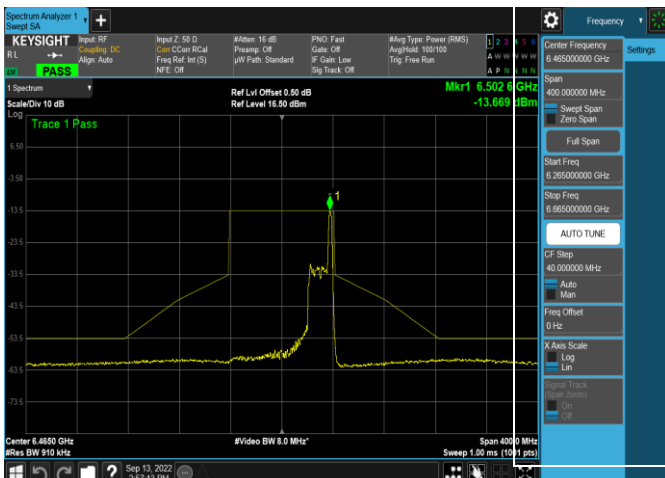 Spectrum Analyzer 1
Swept SA
+
Frequency
KEYSIGHT
R L
LXI
PASS
Input: RF
Coupling: DC
Align: Auto
Input Z: 50 Ω
Corr CCorr RCal
Freq Ref: Int (S)
NFE: Off
#Atten: 16 dB
Preamp: Off
µW Path: Standard
PNO: Fast
Gate: Off
IF Gain: Low
Sig Track: Off
#Avg Type: Power (RMS)
Avg|Hold: 100/100
Trig: Free Run
1 2 3 4 5 6
A W W W W W
A P N N N N
Center Frequency
6.465000000 GHz
Settings
Span
400.000000 MHz
Swept Span
Zero Span
Full Span
Start Freq
6.265000000 GHz
Stop Freq
6.665000000 GHz
AUTO TUNE
CF Step
40.000000 MHz
Auto
Man
Freq Offset
0 Hz
X Axis Scale
Log
Lin
Signal Track
(Span Zoom)
On
Off
1 Spectrum
Scale/Div 10 dB
Log
Ref Lvl Offset 0.50 dB
Ref Level 16.50 dBm
Mkr1 6.502 6 GHz
-13.669 dBm
Trace 1 Pass
6.50
-3.50
-13.5
-23.5
-33.5
-43.5
-53.5
-63.5
-73.5
1
Center 6.4650 GHz
#Res BW 910 kHz
#Video BW 8.0 MHz*
Span 400.0 MHz
Sweep 1.00 ms (1001 pts)
?
Sep 13, 2022